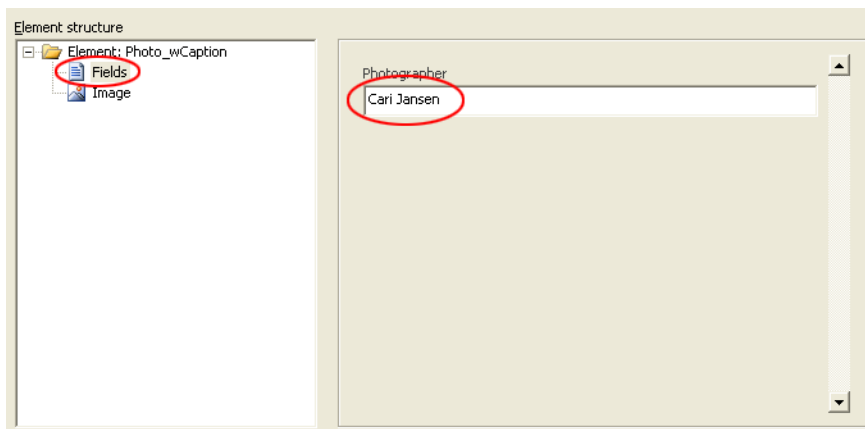 Element structure
Element: Photo_wCaption
Fields
Image
Photographer
Cari Jansen